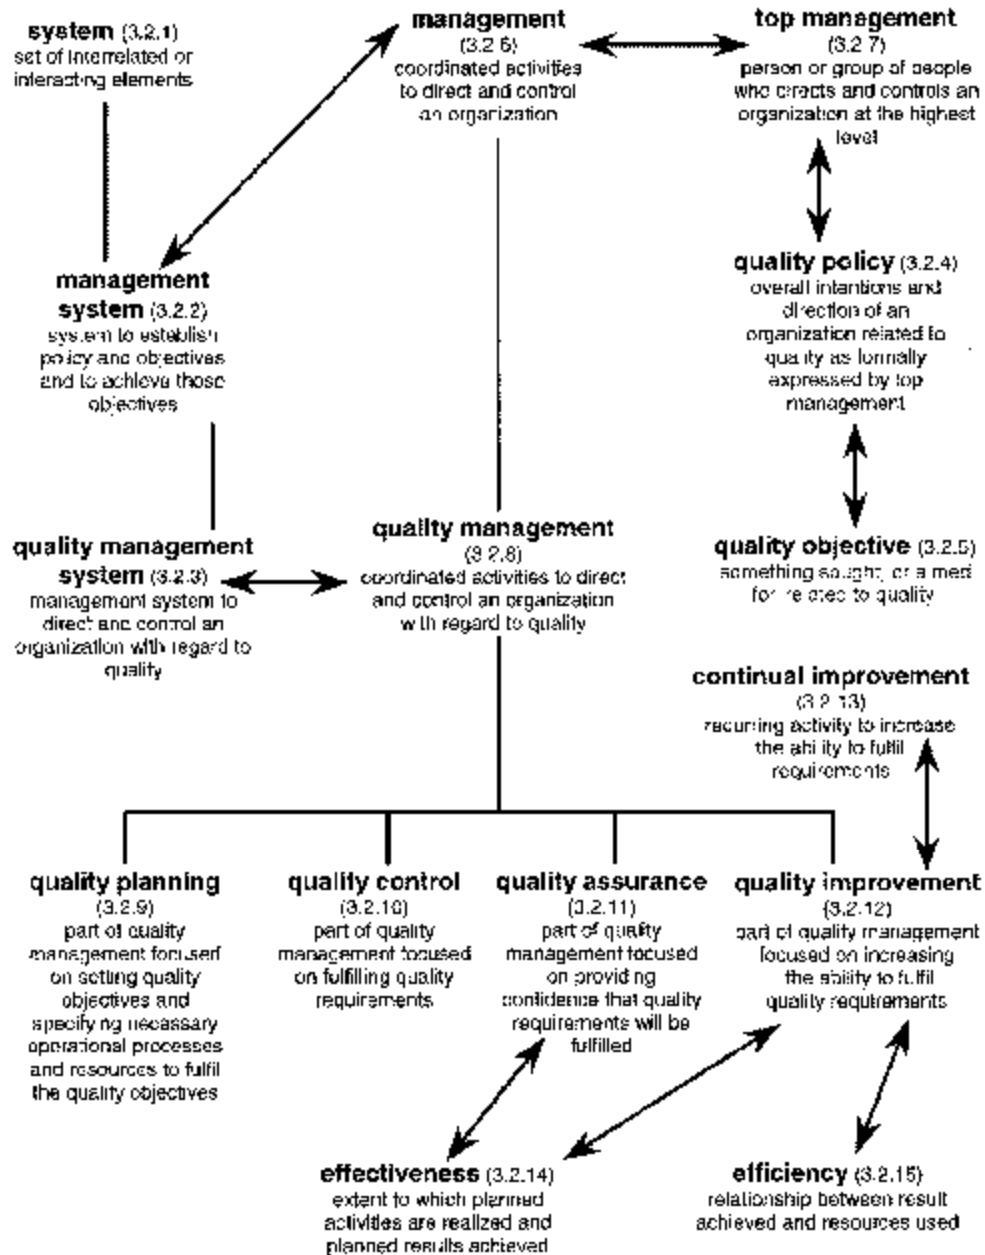 system (3.2.1)
set of interrelated or
interacting elements
management
(3.2.6)
coordinated activities
to direct and control
an organization
top management
(3.2.7)
person or group of people
who directs and controls an
organization at the highest
level
management
system (3.2.2)
system to establish
policy and objectives
and to achieve those
objectives
quality policy (3.2.4)
overall intentions and
direction of an
organization related to
quality as formally
expressed by top
management
quality management
system (3.2.3)
management system to
direct and control an
organization with regard to
quality
quality management
(3.2.8)
coordinated activities to direct
and control an organization
with regard to quality
quality objective (3.2.5)
something sought, or aimed
for related to quality
continual improvement
(3.2.13)
recurring activity to increase
the ability to fulfil
requirements
quality planning
(3.2.9)
part of quality
management focused
on setting quality
objectives and
specifying necessary
operational processes
and resources to fulfil
the quality objectives
quality control
(3.2.10)
part of quality
management focused
on fulfilling quality
requirements
quality assurance
(3.2.11)
part of quality
management focused
on providing
confidence that quality
requirements will be
fulfilled
quality improvement
(3.2.12)
part of quality management
focused on increasing
the ability to fulfil
quality requirements
effectiveness (3.2.14)
extent to which planned
activities are realized and
planned results achieved
efficiency (3.2.15)
relationship between result
achieved and resources used